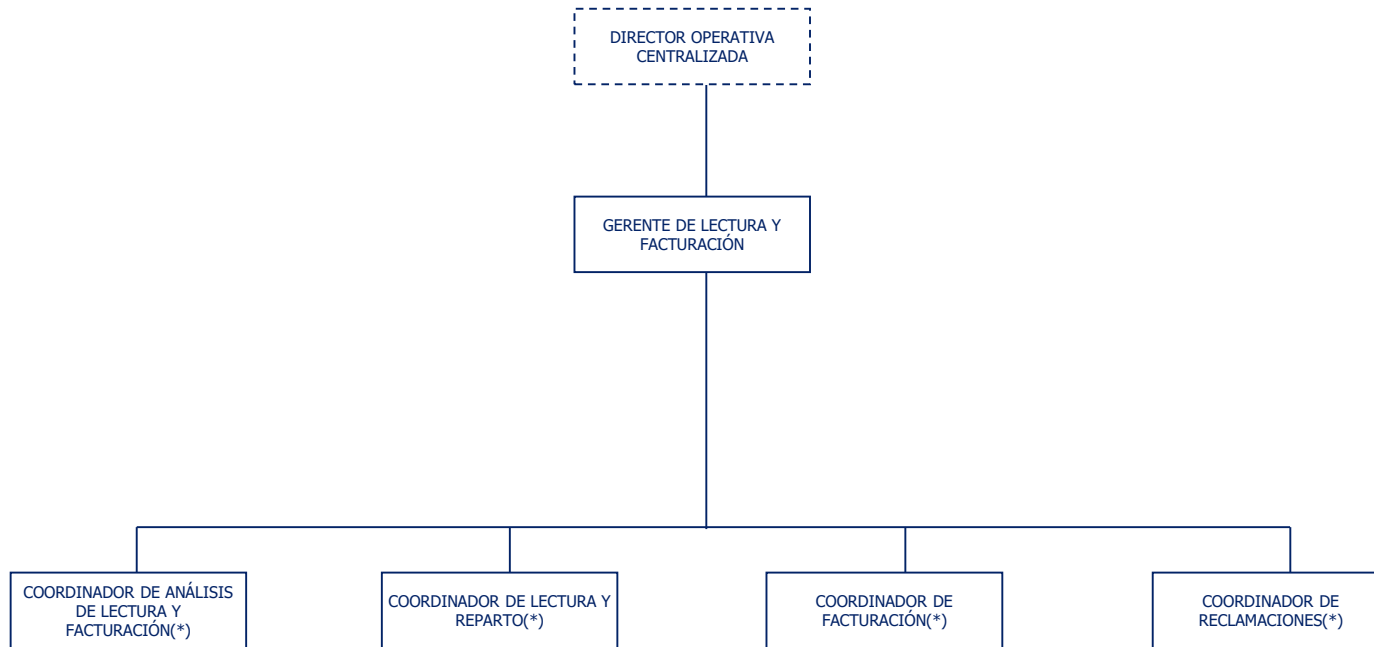 DIRECTOR OPERATIVA
CENTRALIZADA
GERENTE DE LECTURA Y
FACTURACIÓN
COORDINADOR DE ANÁLISIS
DE LECTURA Y
FACTURACIÓN(*)
COORDINADOR DE LECTURA Y
REPARTO(*)
COORDINADOR DE
FACTURACIÓN(*)
COORDINADOR DE
RECLAMACIONES(*)